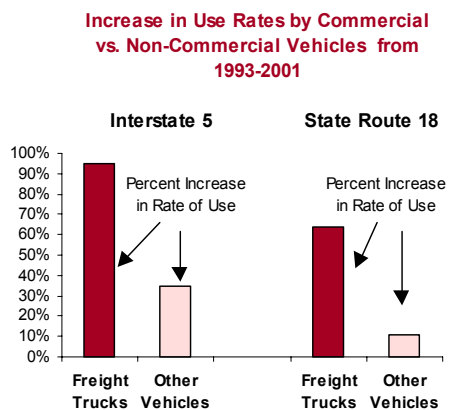 Increase in Use Rates by Commercial
vs. Non-Commercial Vehicles from
1993-2001
Interstate 5
State Route 18
100%
90%
80%
70%
60%
50%
40%
30%
20%
10%
0%
Percent Increase
in Rate of Use
Percent Increase
in Rate of Use
Freight
Trucks
Other
Vehicles
Freight
Trucks
Other
Vehicles